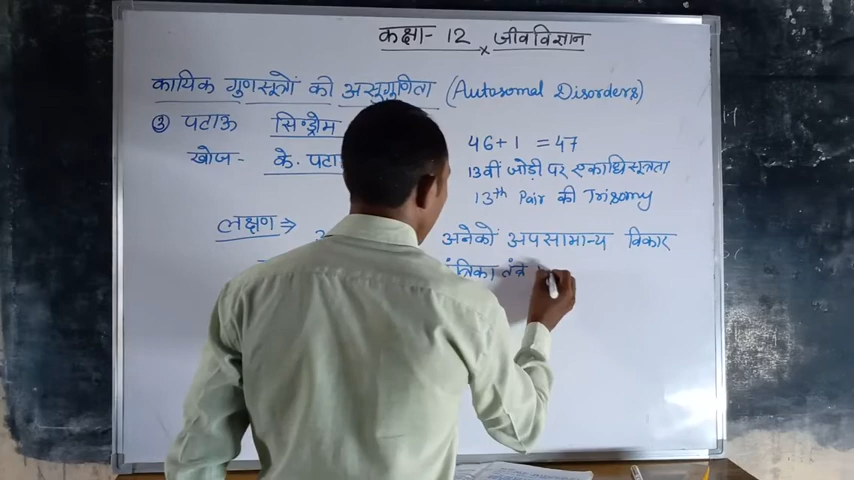 कक्षा - 12 × जीवविज्ञान
कायिक गुणसूत्रों की असुगुणिता (Autosomal Disorders)
③ पटाऊ सिन्ड्रोम
46+1 = 47
खोज - के. पटा
13वीं जोड़ी पर एकाधिसूत्रता
13th Pair की Trisomy
लक्षण ⇒
अनेकों अपसामान्य विकार
तंत्र